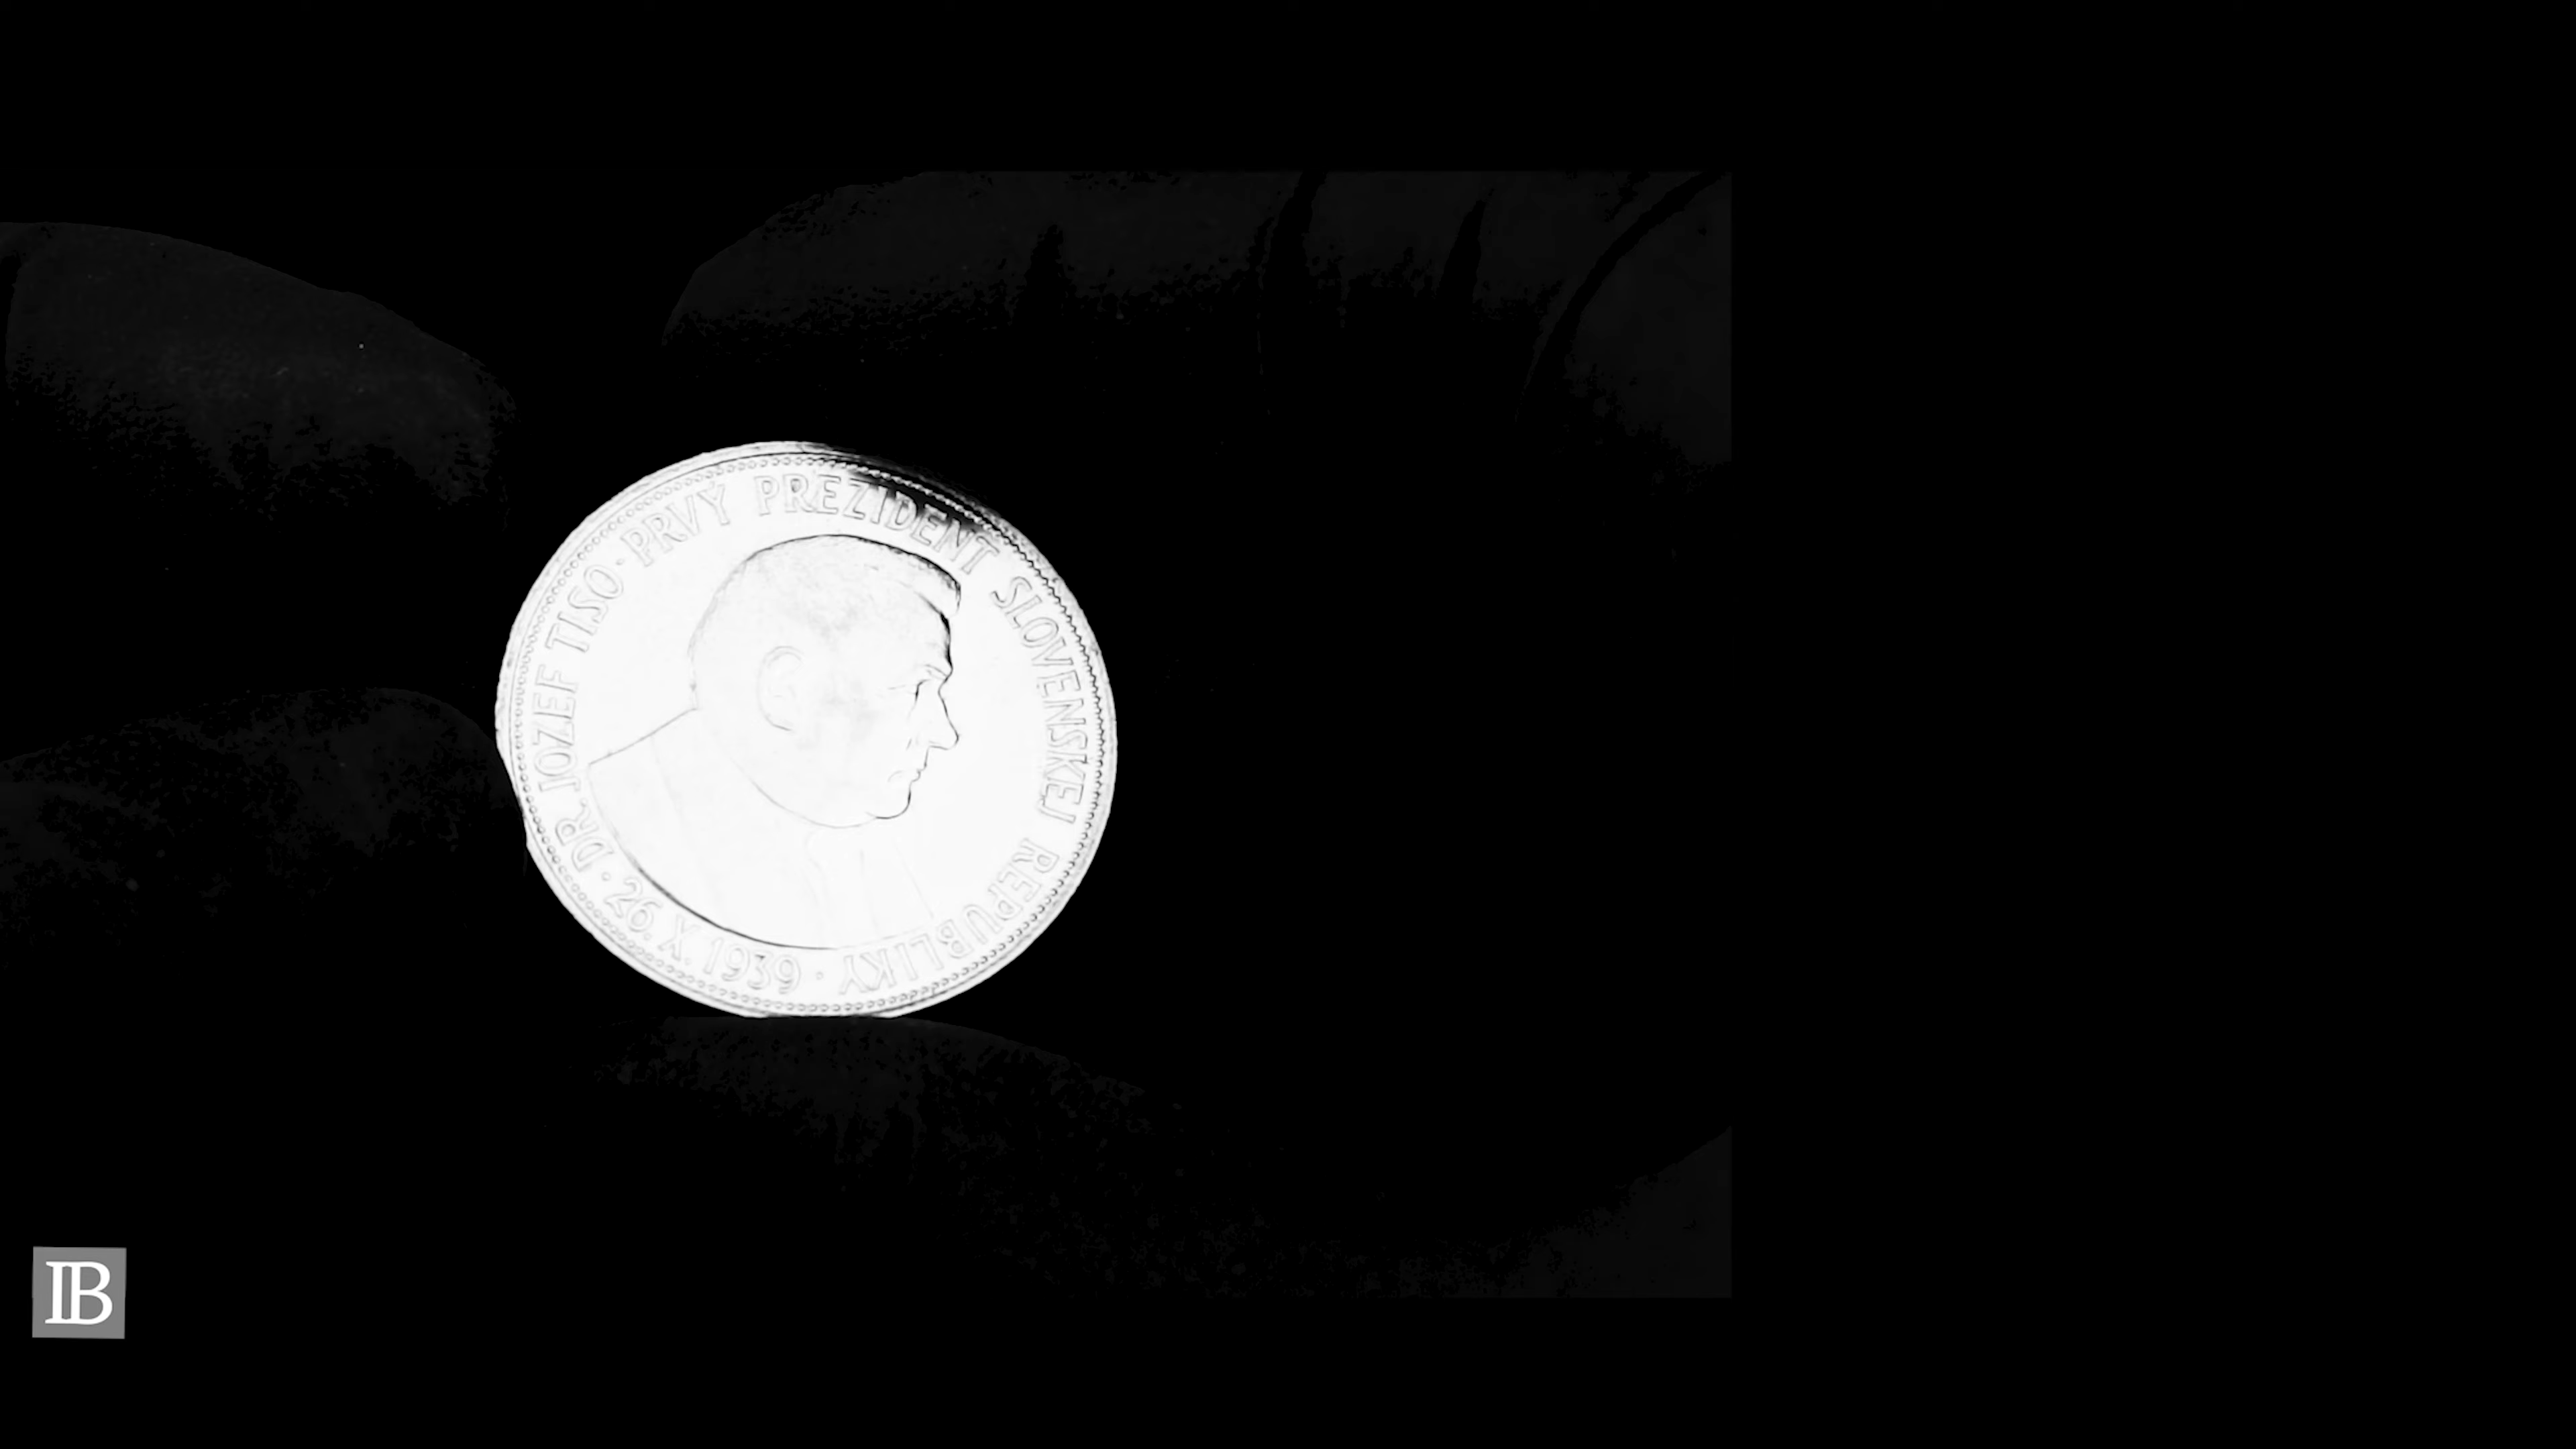 · DR. JOZEF TISO · PRVÝ PREZIDENT SLOVENSKEJ REPUBLIKY ·
26. X. 1939
IB